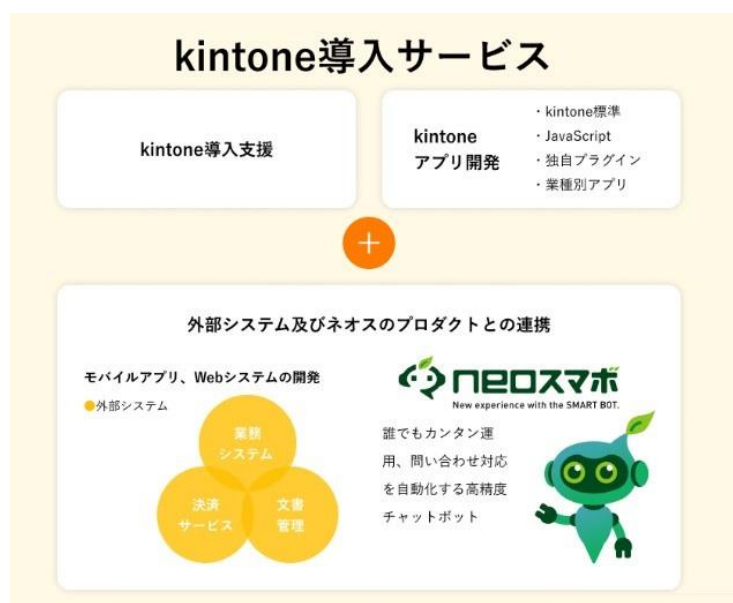 kintone導入サービス
kintone導入支援
kintone
アプリ開発
・kintone標準
・JavaScript
・独自プラグイン
・業種別アプリ
+
外部システム及びネオスのプロダクトとの連携
モバイルアプリ、Webシステムの開発
●外部システム
業務
システム
決済
サービス
文書
管理
neoスマボ
New experience with the SMART BOT.
誰でもカンタン運
用、問い合わせ対応
を自動化する高精度
チャットボット